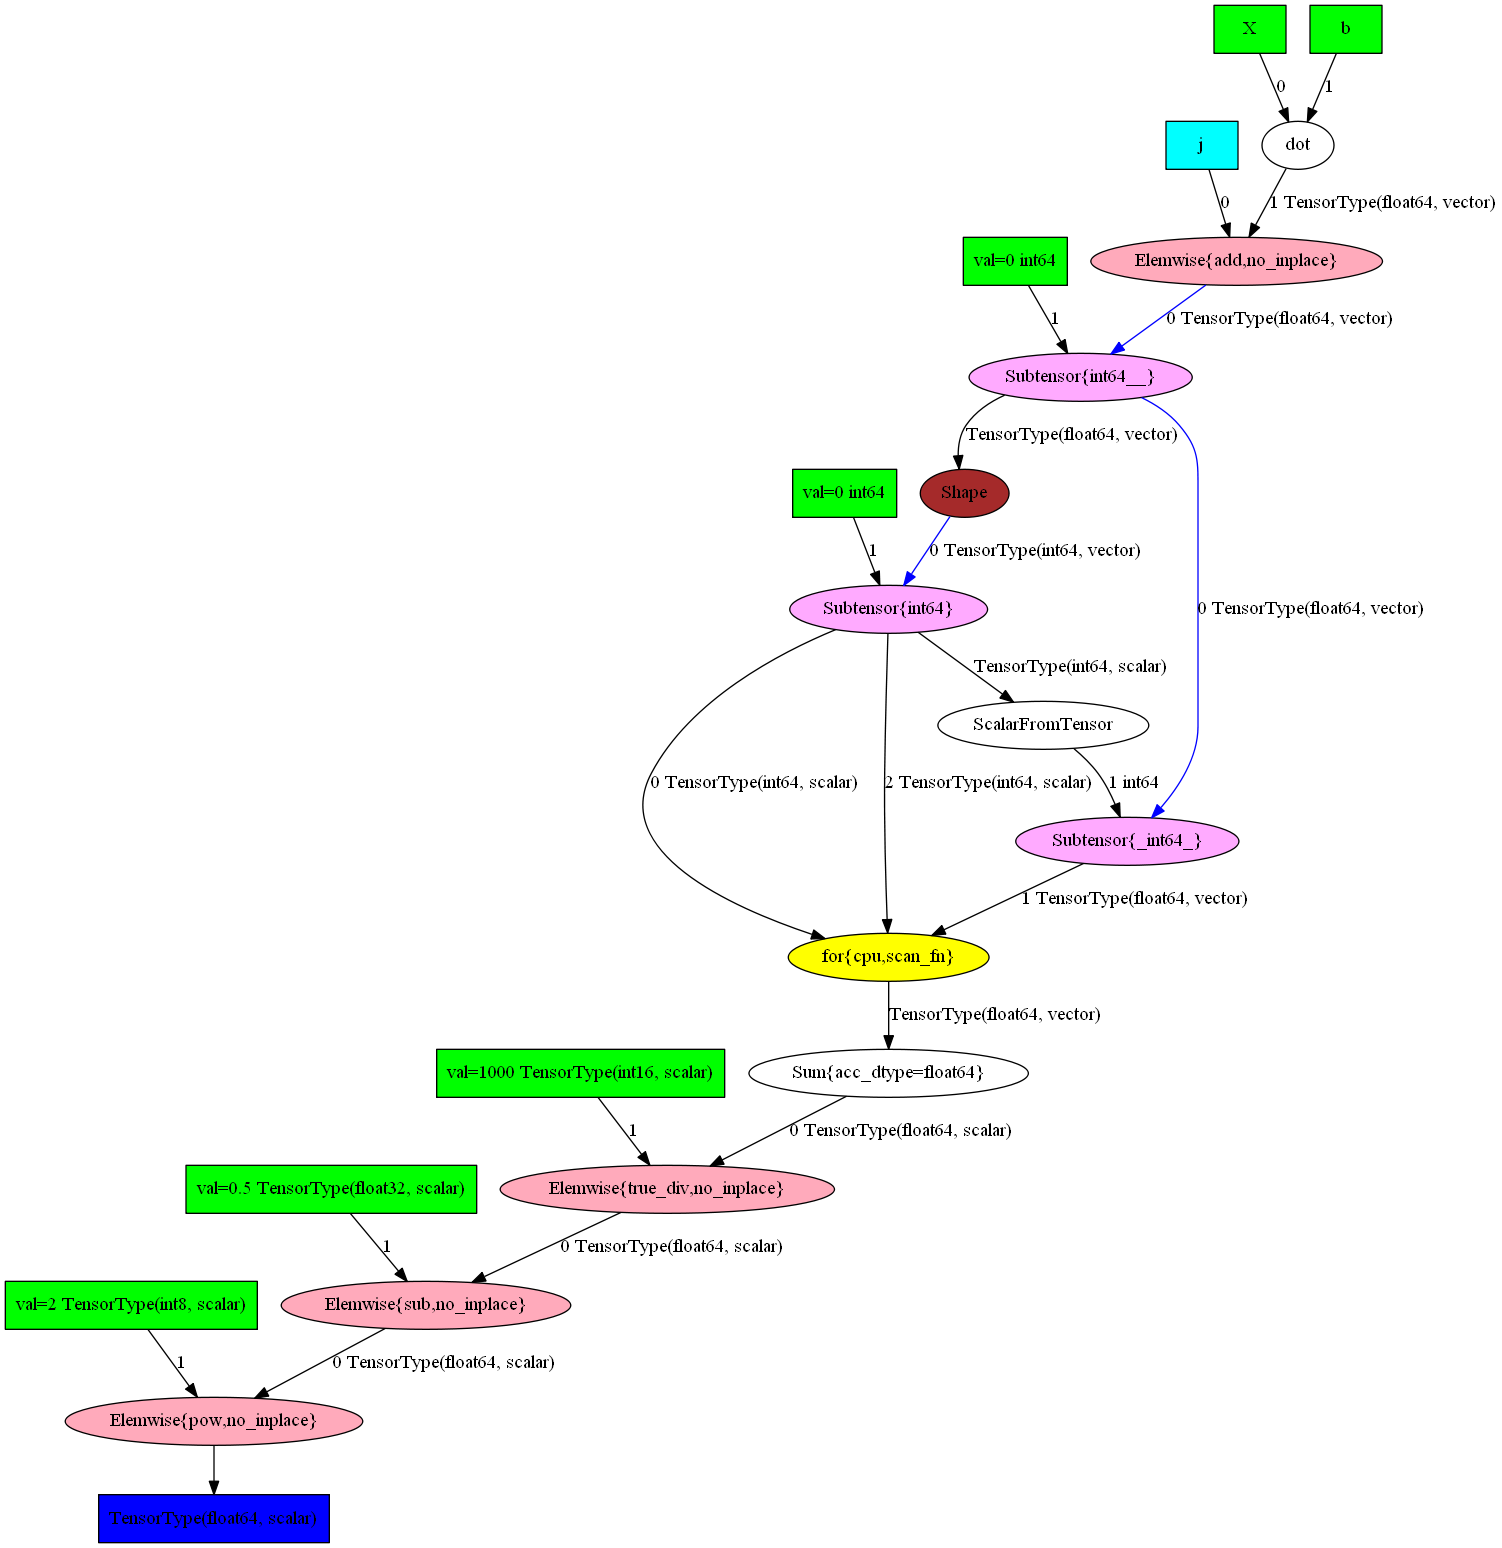 X
b
0
1
j
dot
0
1 TensorType(float64, vector)
val=0 int64
Elemwise{add,no_inplace}
1
0 TensorType(float64, vector)
Subtensor{int64__}
TensorType(float64, vector)
val=0 int64
Shape
1
0 TensorType(int64, vector)
Subtensor{int64}
0 TensorType(float64, vector)
TensorType(int64, scalar)
ScalarFromTensor
0 TensorType(int64, scalar)
2 TensorType(int64, scalar)
1 int64
Subtensor{_int64_}
1 TensorType(float64, vector)
for{cpu,scan_fn}
TensorType(float64, vector)
val=1000 TensorType(int16, scalar)
Sum{acc_dtype=float64}
1
0 TensorType(float64, scalar)
val=0.5 TensorType(float32, scalar)
Elemwise{true_div,no_inplace}
1
0 TensorType(float64, scalar)
val=2 TensorType(int8, scalar)
Elemwise{sub,no_inplace}
1
0 TensorType(float64, scalar)
Elemwise{pow,no_inplace}
TensorType(float64, scalar)